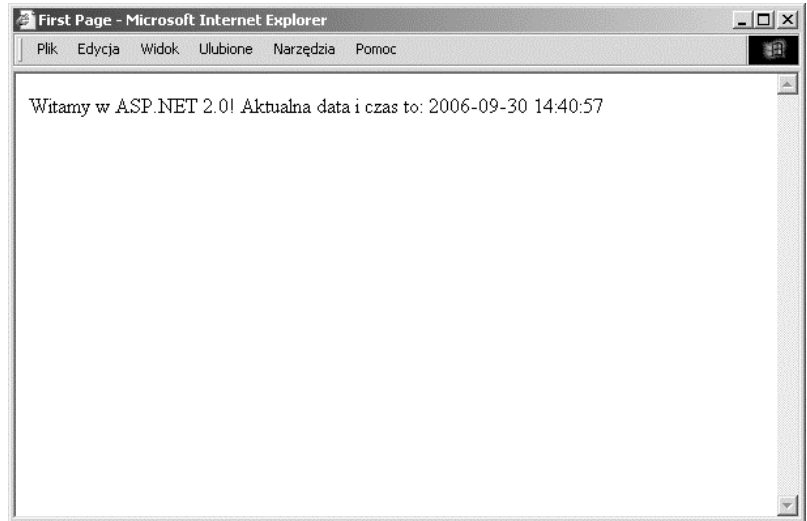 First Page - Microsoft Internet Explorer
Plik Edycja Widok Ulubione Narzędzia Pomoc
Witamy w ASP.NET 2.0! Aktualna data i czas to: 2006-09-30 14:40:57